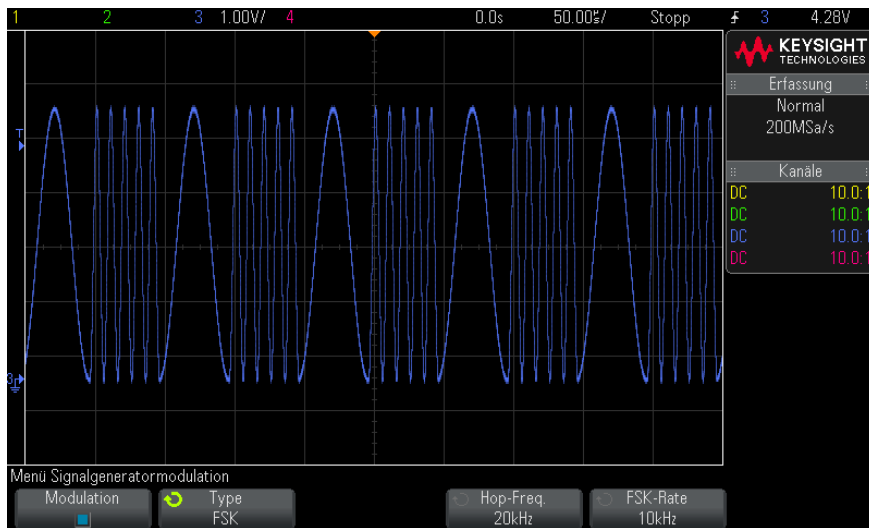 1 2 3 1.00V/ 4 0.0s 50.00µs/ Stopp 3 4.28V
KEYSIGHT
TECHNOLOGIES
Erfassung
Normal
200MSa/s
Kanäle
DC 10.0:1
DC 10.0:1
DC 10.0:1
DC 10.0:1
T
3
Menü Signalgeneratormodulation
Modulation
Type
FSK
Hop-Freq.
20kHz
FSK-Rate
10kHz